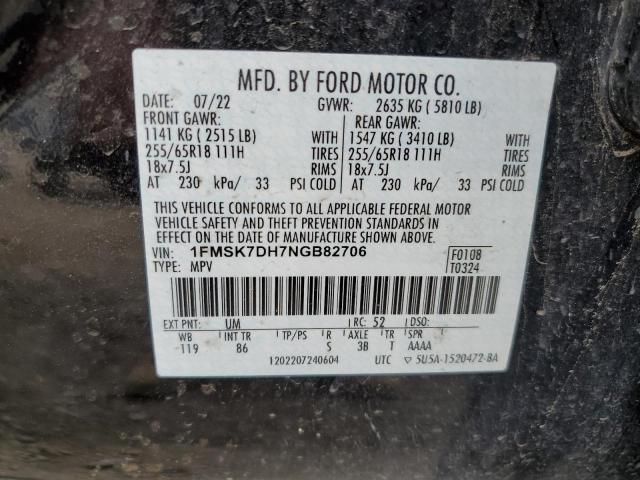 MFD. BY FORD MOTOR CO.
DATE: 07/22 GVWR: 2635 KG ( 5810 LB)
FRONT GAWR: REAR GAWR:
1141 KG ( 2515 LB) WITH 1547 KG ( 3410 LB) WITH
255/65R18 111H TIRES 255/65R18 111H TIRES
18x7.5J RIMS 18x7.5J RIMS
AT 230 kPa/ 33 PSI COLD AT 230 kPa/ 33 PSI COLD
THIS VEHICLE CONFORMS TO ALL APPLICABLE FEDERAL MOTOR
VEHICLE SAFETY AND THEFT PREVENTION STANDARDS IN
EFFECT ON THE DATE OF MANUFACTURE SHOWN ABOVE.
VIN: 1FMSK7DH7NGB82706 F0108
TYPE: MPV T0324
EXT PNT: UM RC: 52 DSO:
WB INT TR TP/PS R AXLE TR SPR
119 86 S 3B T AAAA
1202207240604 UTC ▽ 5U5A-1520472-BA